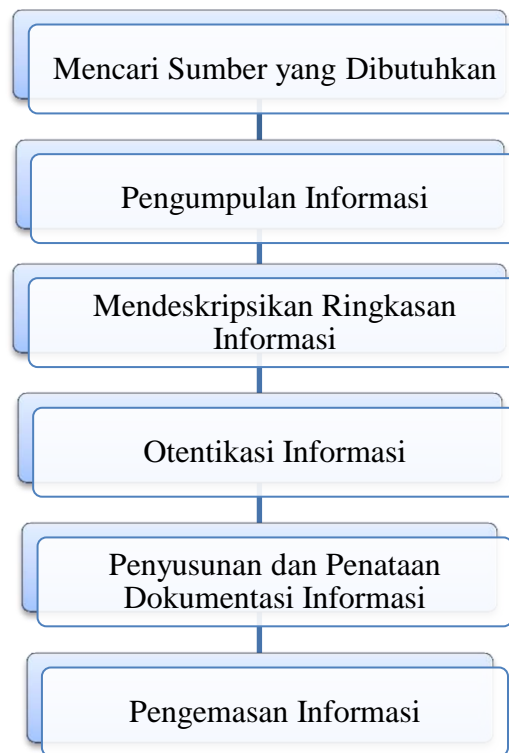 Mencari Sumber yang Dibutuhkan
Pengumpulan Informasi
Mendeskripsikan Ringkasan
Informasi
Otentikasi Informasi
Penyusunan dan Penataan
Dokumentasi Informasi
Pengemasan Informasi